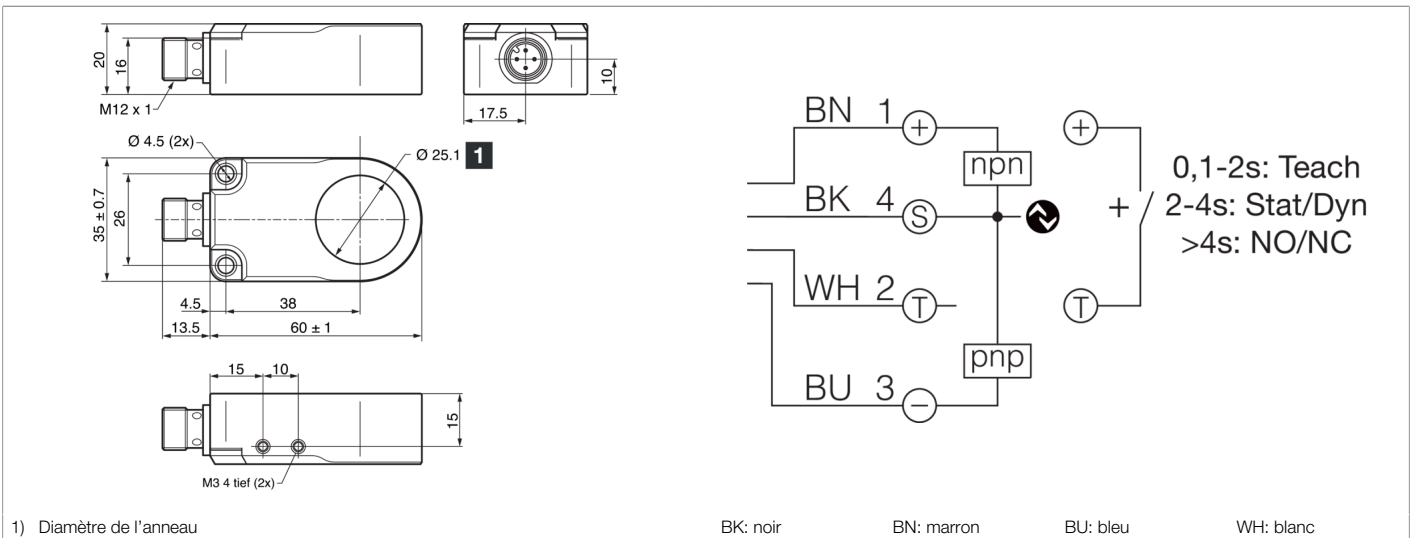 20
16
M12 x 1
10
17.5
Ø 4.5 (2x)
Ø 25.1 1
35 ± 0.7
26
4.5 38
13.5 60 ± 1
15 10
15
M3 4 tief (2x)
BN 1 +
npn
BK 4 S
WH 2 T
pnp
BU 3 −
+
+
T
0,1-2s: Teach
2-4s: Stat/Dyn
>4s: NO/NC
1) Diamètre de l'anneau
BK: noir BN: marron BU: bleu WH: blanc